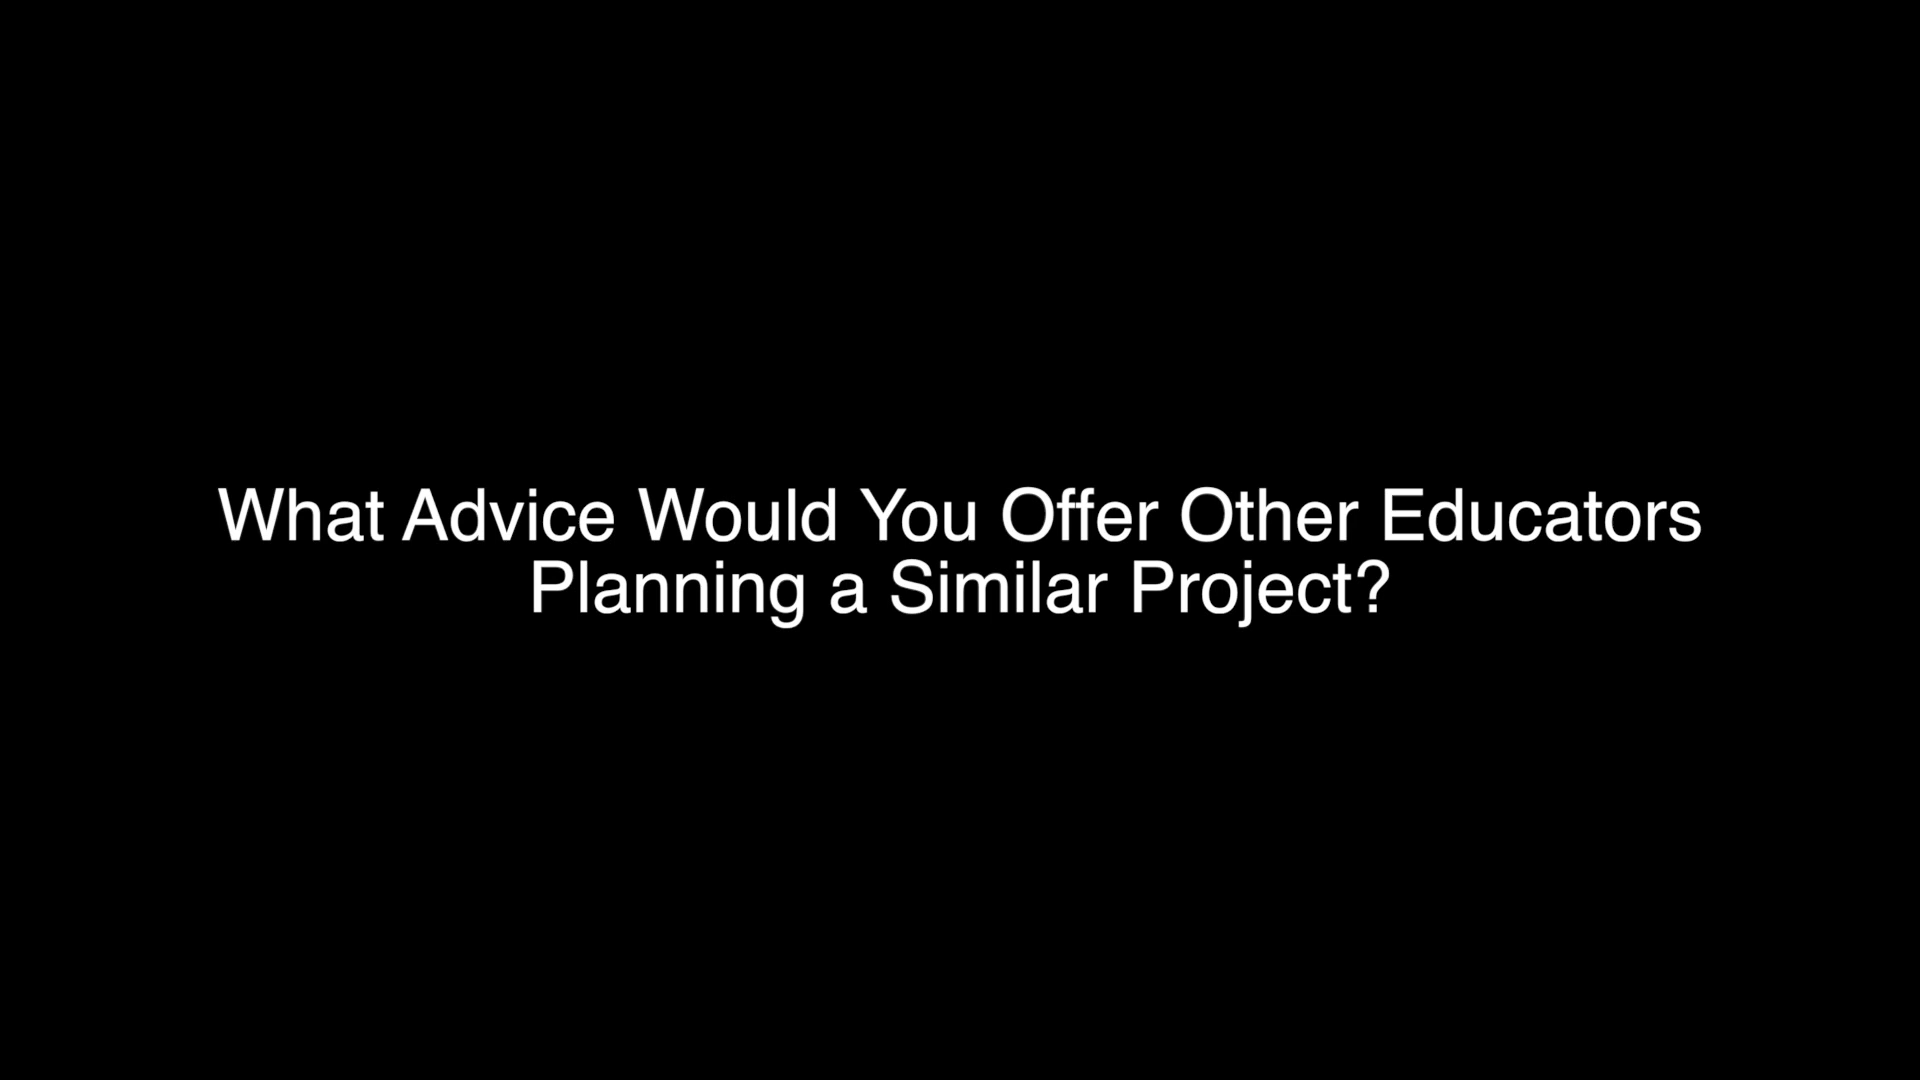 What Advice Would You Offer Other Educators
Planning a Similar Project?